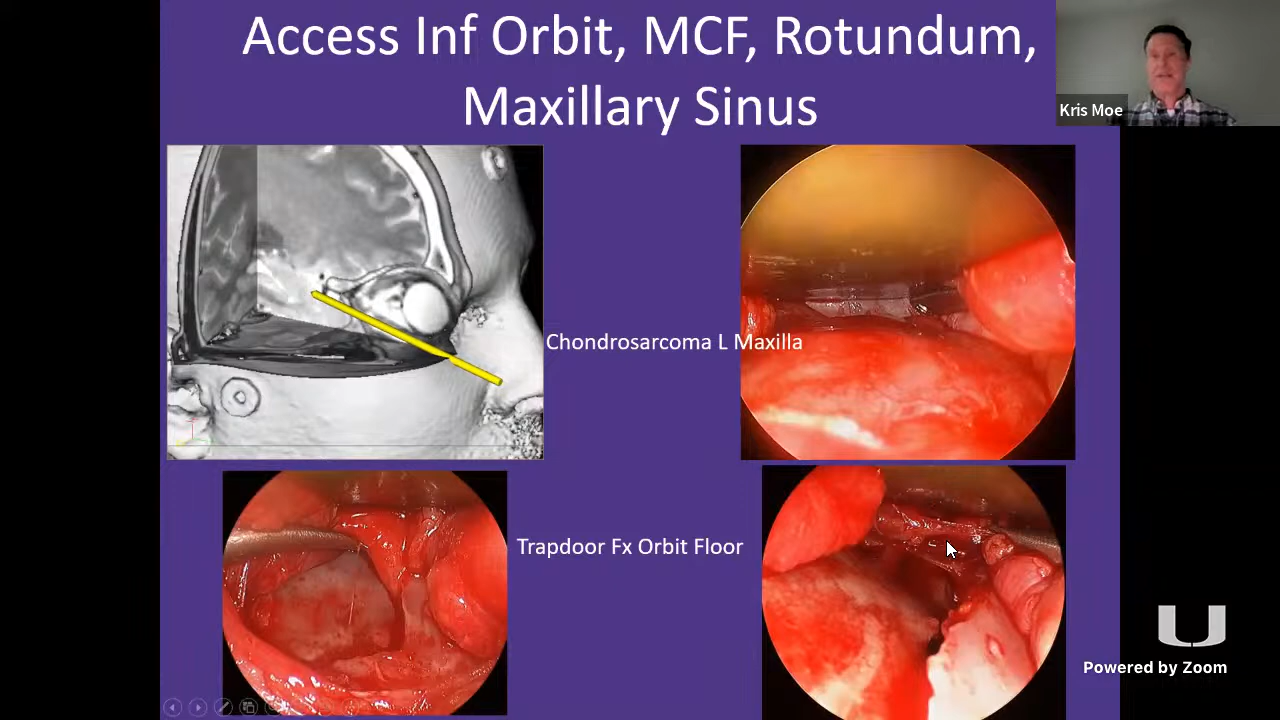 Access Inf Orbit, MCF, Rotundum,
Maxillary Sinus
Kris Moe
Chondrosarcoma L Maxilla
Trapdoor Fx Orbit Floor
U
Powered by Zoom